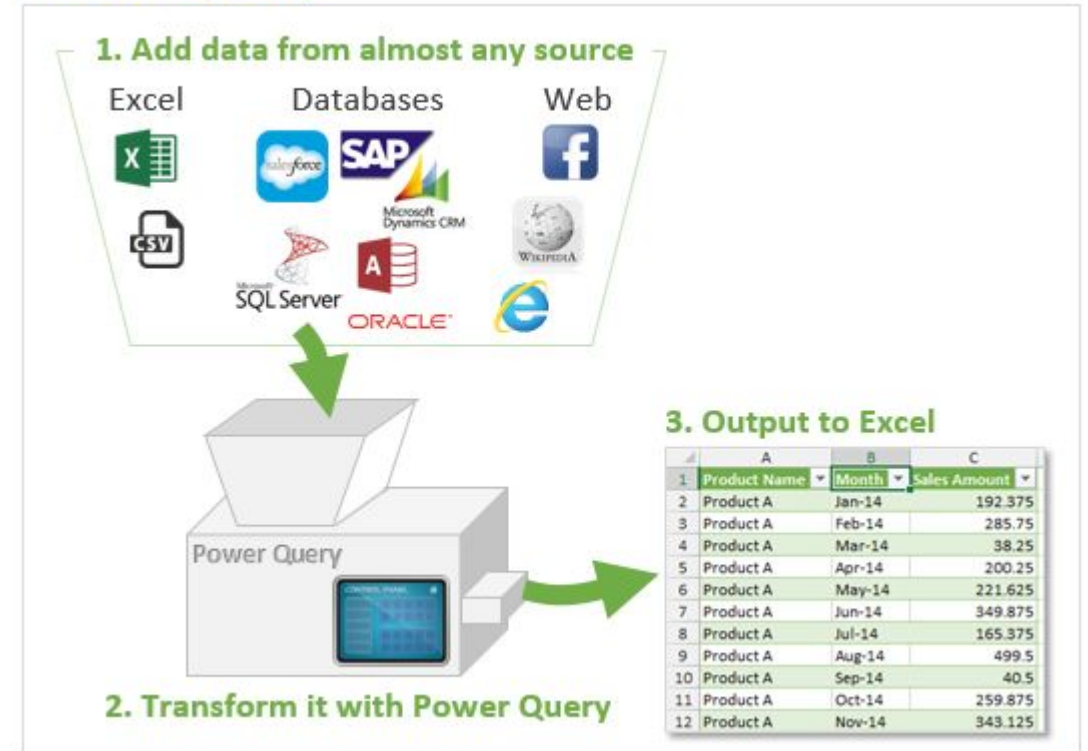 1. Add data from almost any source
Excel
Databases
Web
X
CSV
salesforce
SAP
Microsoft
Dynamics CRM
f
WIKIPEDIA
Microsoft
SQL Server
A
ORACLE
e
Power Query
CONTROL PANEL
2. Transform it with Power Query
3. Output to Excel
A B C
1 Product Name Month Sales Amount
2 Product A Jan-14 192.375
3 Product A Feb-14 285.75
4 Product A Mar-14 38.25
5 Product A Apr-14 200.25
6 Product A May-14 221.625
7 Product A Jun-14 349.875
8 Product A Jul-14 165.375
9 Product A Aug-14 499.5
10 Product A Sep-14 40.5
11 Product A Oct-14 259.875
12 Product A Nov-14 343.125